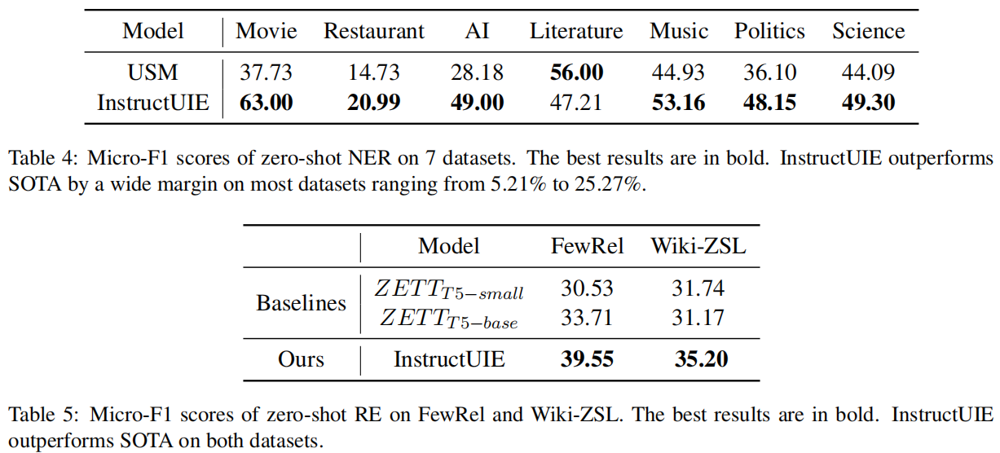 Model Movie Restaurant AI Literature Music Politics Science
USM 37.73 14.73 28.18 56.00 44.93 36.10 44.09
InstructUIE 63.00 20.99 49.00 47.21 53.16 48.15 49.30
Table 4: Micro-F1 scores of zero-shot NER on 7 datasets. The best results are in bold. InstructUIE outperforms
SOTA by a wide margin on most datasets ranging from 5.21% to 25.27%.
Model FewRel Wiki-ZSL
Baselines
ZETT_{T5-small} 30.53 31.74
ZETT_{T5-base} 33.71 31.17
Ours InstructUIE 39.55 35.20
Table 5: Micro-F1 scores of zero-shot RE on FewRel and Wiki-ZSL. The best results are in bold. InstructUIE
outperforms SOTA on both datasets.